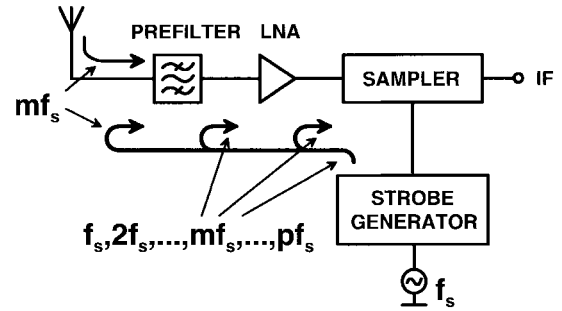 PREFILTER LNA
SAMPLER
IF
mfₛ
STROBE
GENERATOR
fₛ,2fₛ,...,mfₛ,...,pfₛ
fₛ